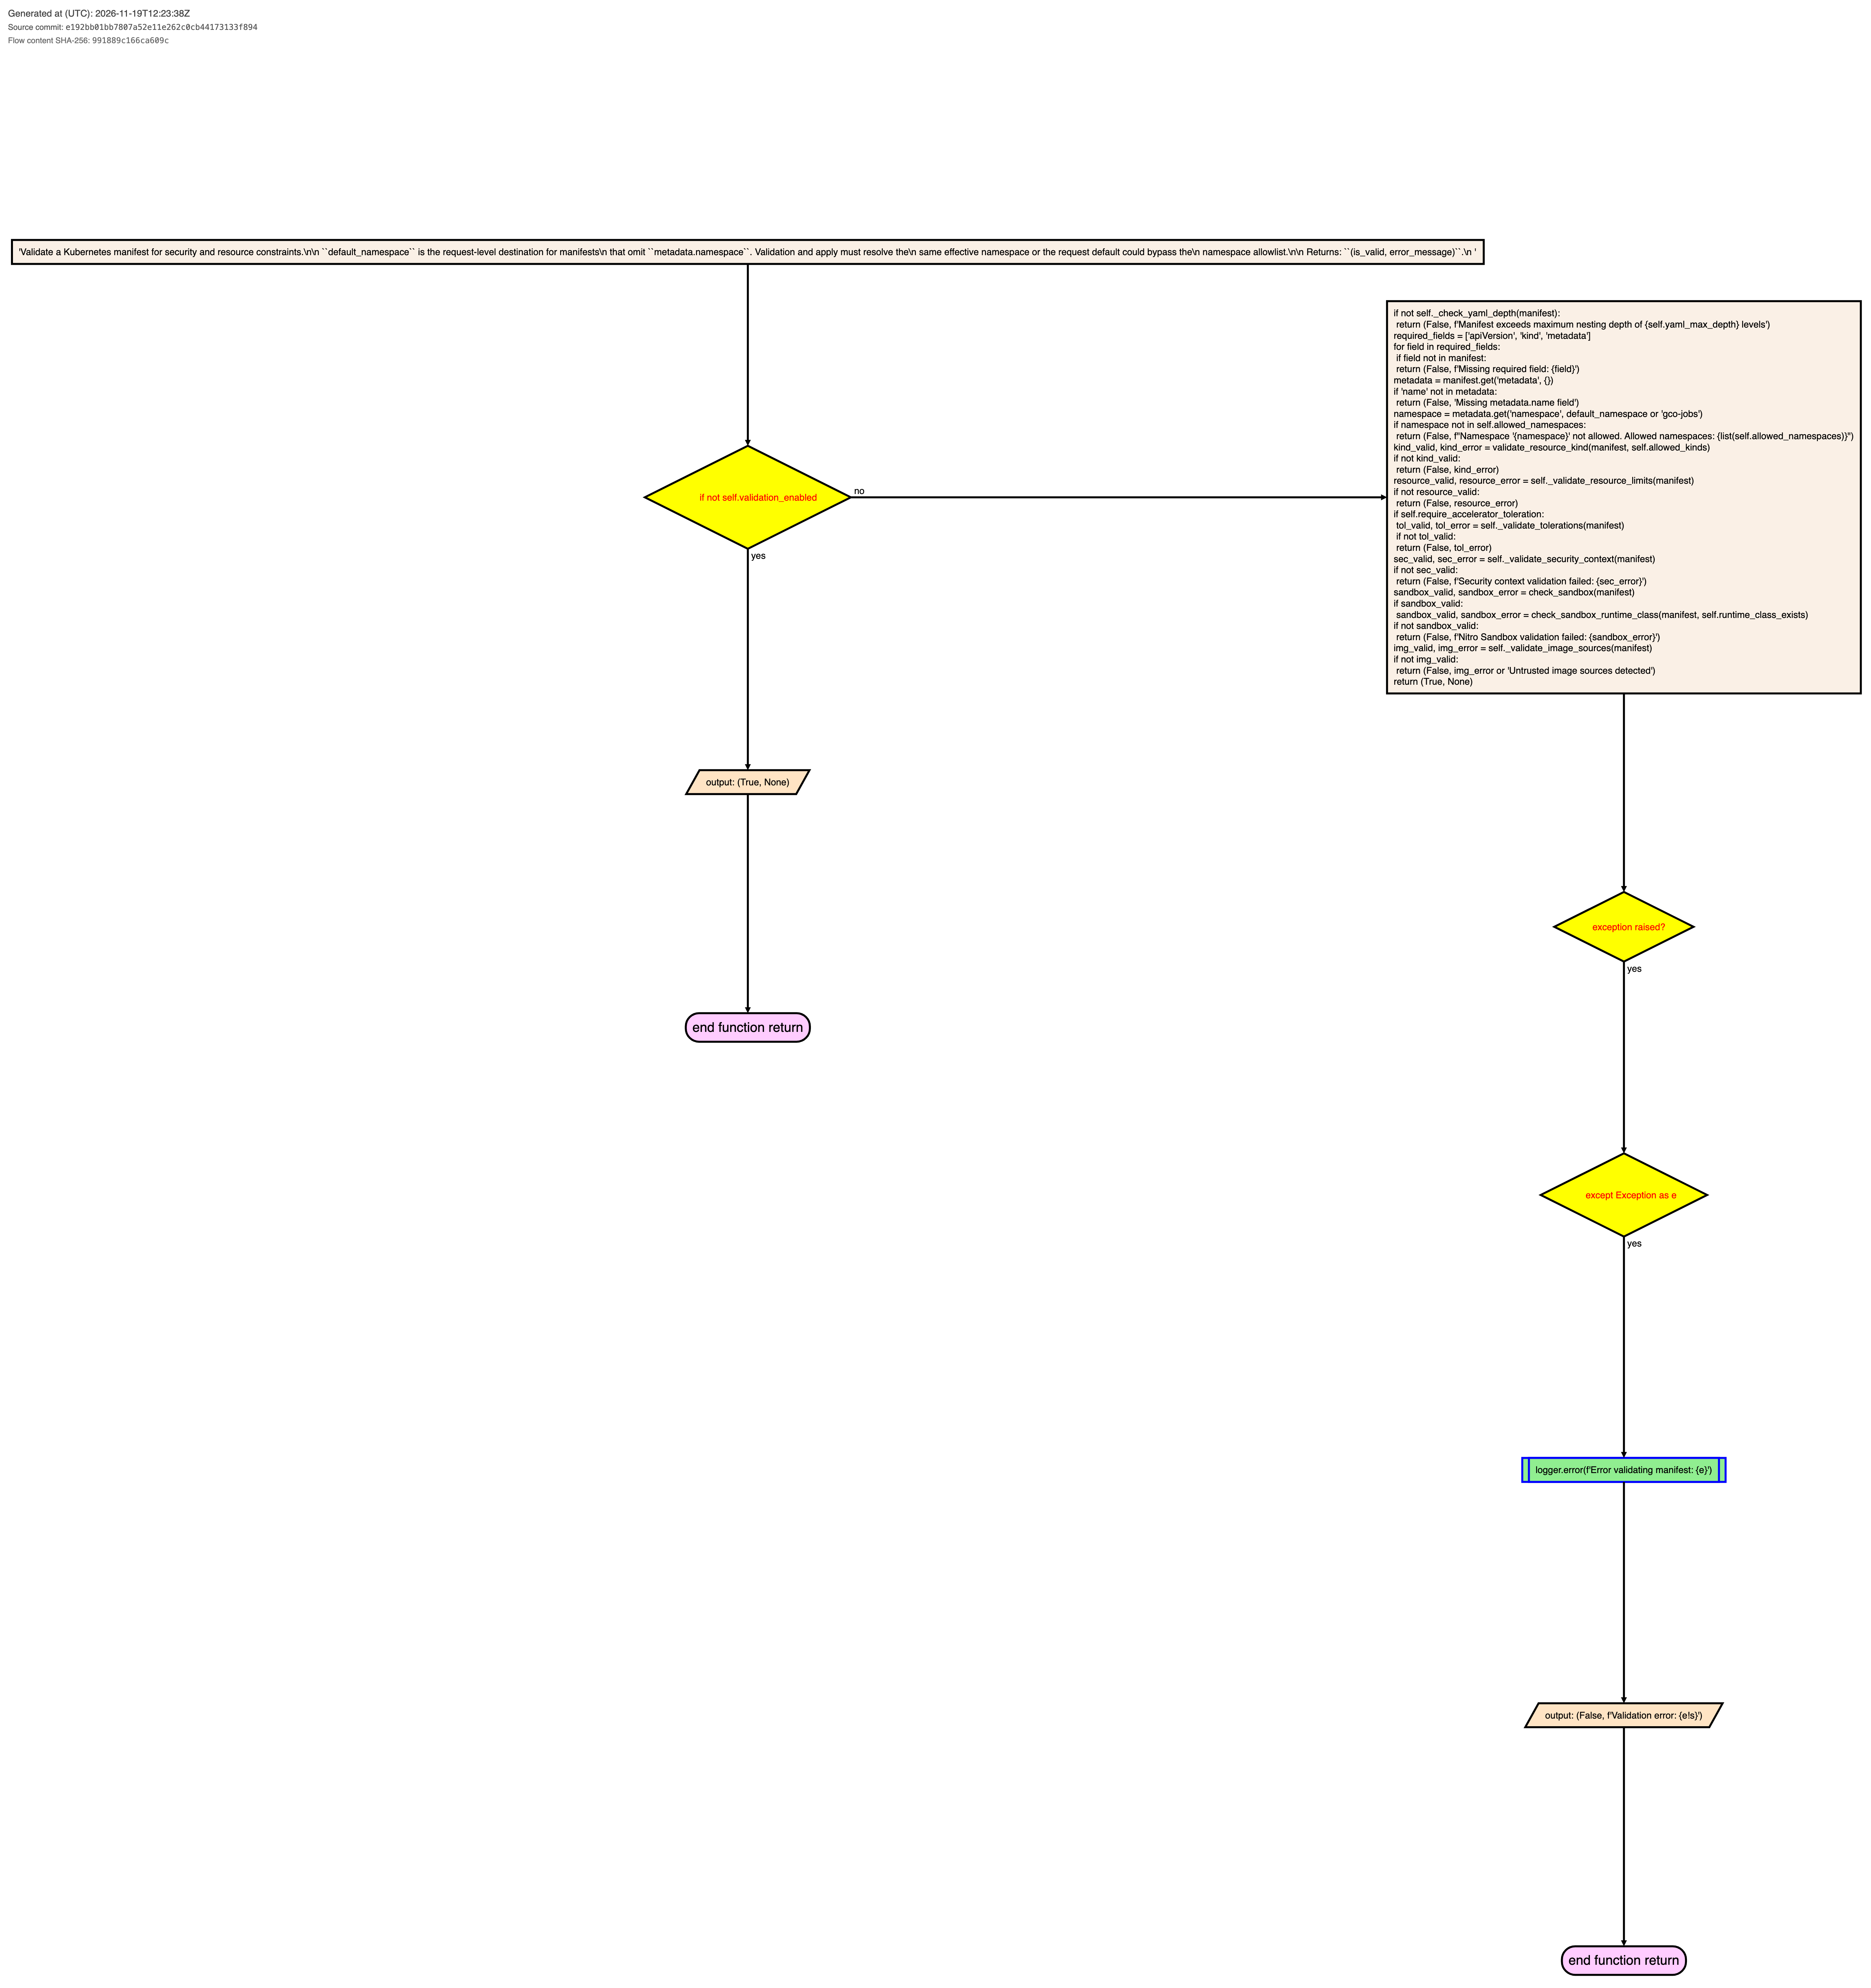 Generated at (UTC): 2026-11-19T12:23:38Z
Source commit: e192bb01bb7807a52e11e262c0cb44173133f894
Flow content SHA-256: 991889c166ca609c
'Validate a Kubernetes manifest for security and resource constraints.\n\n ``default_namespace`` is the request-level destination for manifests\n that omit ``metadata.namespace``. Validation and apply must resolve the\n same effective namespace or the request default could bypass the\n namespace allowlist.\n\n Returns: ``(is_valid, error_message)``.\n '
if not self._check_yaml_depth(manifest):
return (False, f'Manifest exceeds maximum nesting depth of {self.yaml_max_depth} levels')
required_fields = ['apiVersion', 'kind', 'metadata']
for field in required_fields:
if field not in manifest:
return (False, f'Missing required field: {field}')
metadata = manifest.get('metadata', {})
if 'name' not in metadata:
return (False, 'Missing metadata.name field')
namespace = metadata.get('namespace', default_namespace or 'gco-jobs')
if namespace not in self.allowed_namespaces:
return (False, f"Namespace '{namespace}' not allowed. Allowed namespaces: {list(self.allowed_namespaces)}")
kind_valid, kind_error = validate_resource_kind(manifest, self.allowed_kinds)
if not kind_valid:
return (False, kind_error)
resource_valid, resource_error = self._validate_resource_limits(manifest)
if not resource_valid:
return (False, resource_error)
if self.require_accelerator_toleration:
tol_valid, tol_error = self._validate_tolerations(manifest)
if not tol_valid:
return (False, tol_error)
sec_valid, sec_error = self._validate_security_context(manifest)
if not sec_valid:
return (False, f'Security context validation failed: {sec_error}')
sandbox_valid, sandbox_error = check_sandbox(manifest)
if sandbox_valid:
sandbox_valid, sandbox_error = check_sandbox_runtime_class(manifest, self.runtime_class_exists)
if not sandbox_valid:
return (False, f'Nitro Sandbox validation failed: {sandbox_error}')
img_valid, img_error = self._validate_image_sources(manifest)
if not img_valid:
return (False, img_error or 'Untrusted image sources detected')
return (True, None)
if not self.validation_enabled
no
yes
output: (True, None)
end function return
exception raised?
yes
except Exception as e
yes
logger.error(f'Error validating manifest: {e}')
output: (False, f'Validation error: {e!s}')
end function return